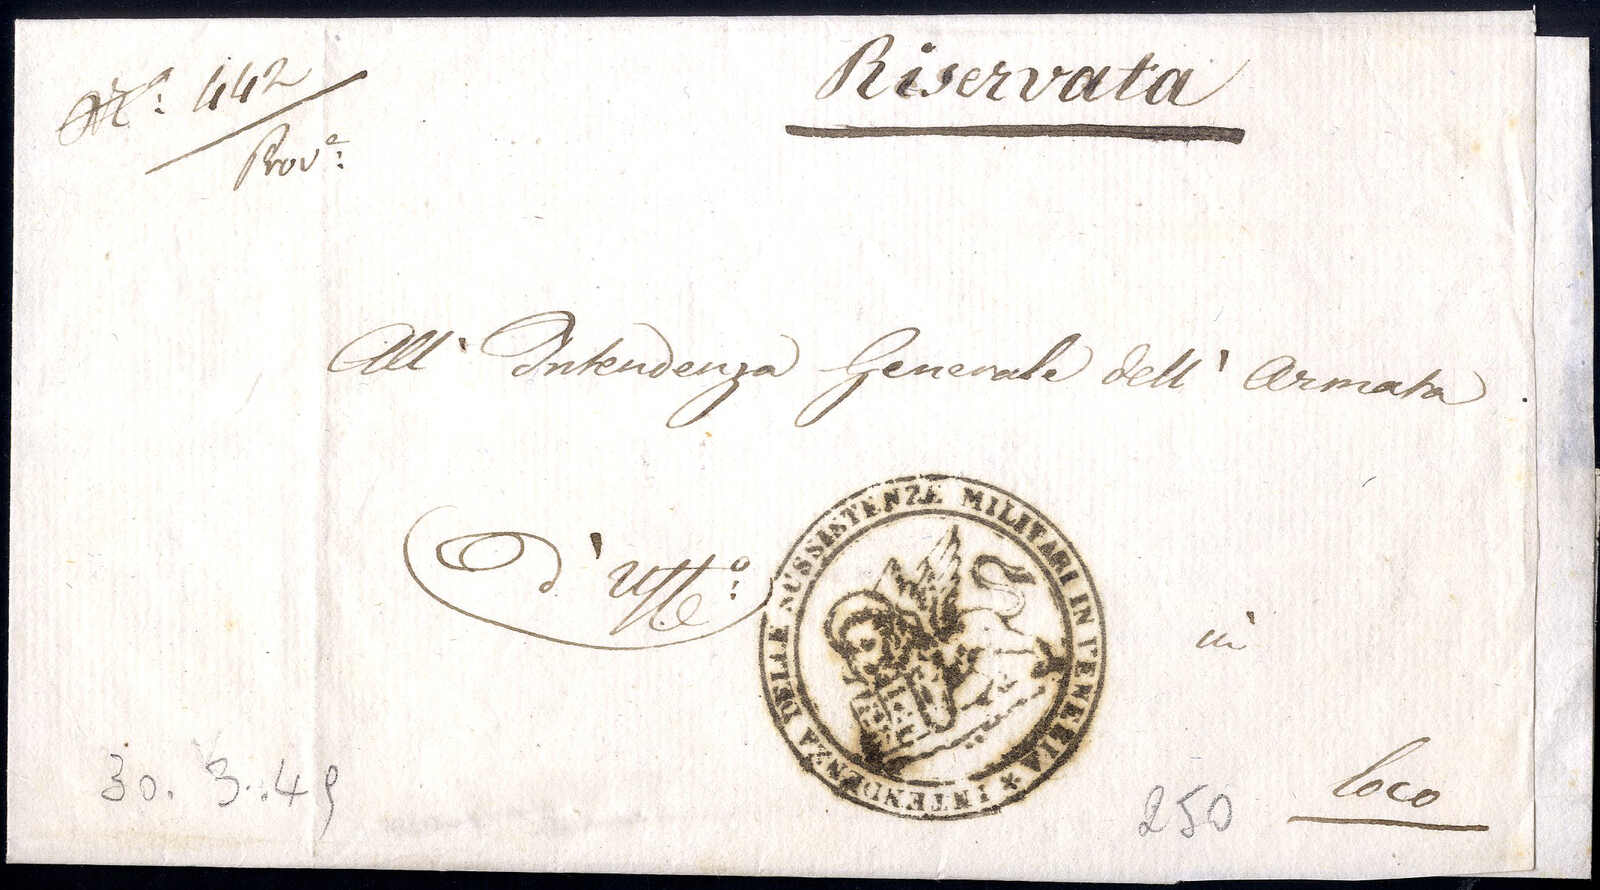 Riservata
N.º 442
Prov.e
All' Intendenza Generale dell' Armata.
d' Uff.º
INTENDENZA DELLE SUSSISTENZE MILITARI IN VENEZIA *
in
loco
30. 3. 49
250